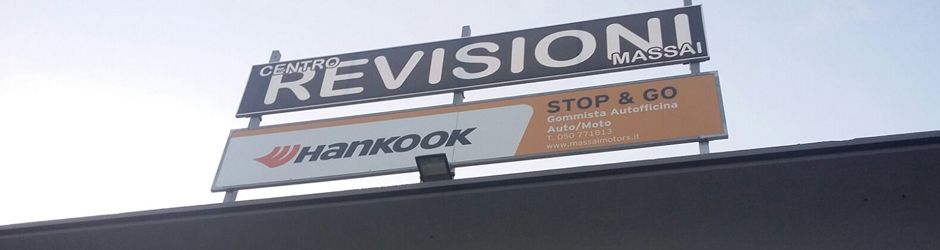 CENTRO
REVISIONI
MASSAI
HANKOOK
STOP & GO
Gommista Autofficina
Auto/Moto
T. 050 771813
www.massaimotors.it